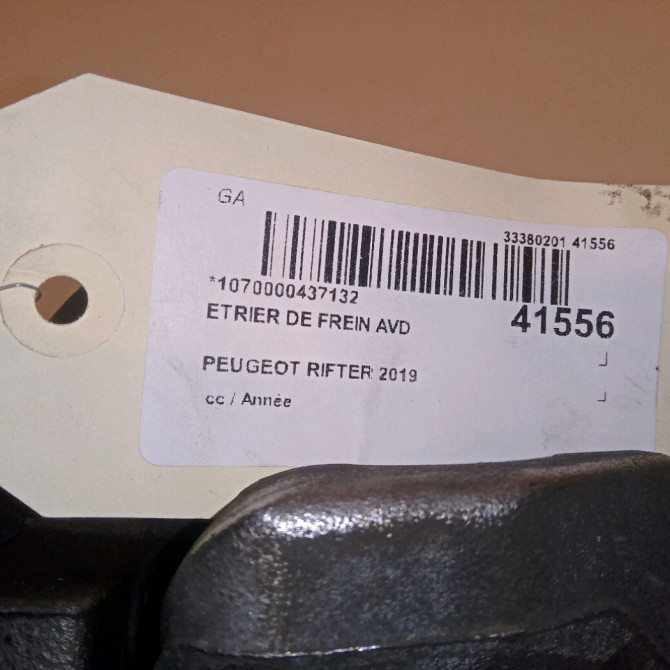 GA
33380201 41556
*1070000437132
ETRIER DE FREIN AVD
41556
PEUGEOT RIFTER 2019
cc / Année